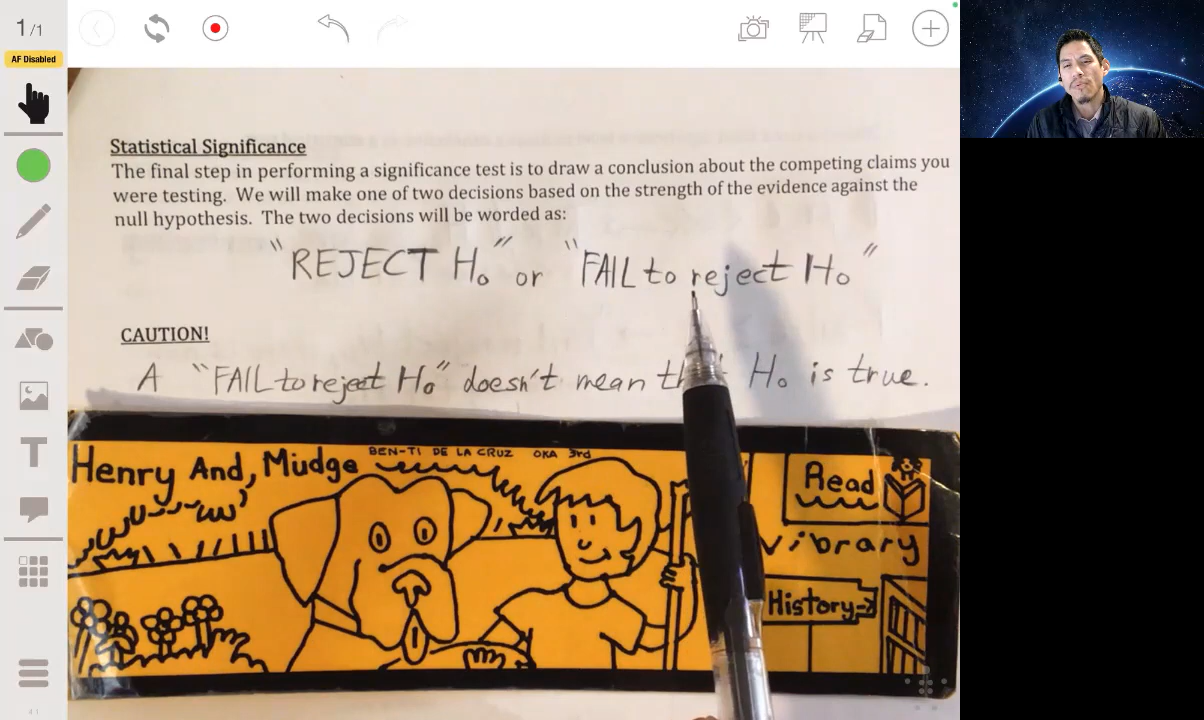 1/1
AF Disabled
Statistical Significance
The final step in performing a significance test is to draw a conclusion about the competing claims you
were testing. We will make one of two decisions based on the strength of the evidence against the
null hypothesis. The two decisions will be worded as:
"REJECT H₀" or "FAIL to reject H₀"
CAUTION!
A "FAIL to reject H₀" doesn't mean H₀ is true.
Henry And, Mudge
BEN-TI DE LA CRUZ OKA 3rd
Read
History
T